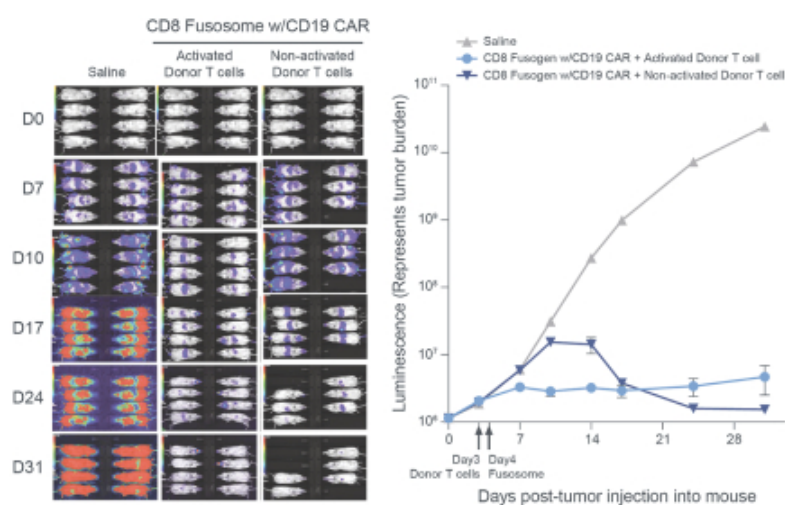 CD8 Fusosome w/CD19 CAR
Saline
Activated
Donor T cells
Non-activated
Donor T cells
D0
D7
D10
D17
D24
D31
Saline
CD8 Fusogen w/CD19 CAR + Activated Donor T cell
CD8 Fusogen w/CD19 CAR + Non-activated Donor T cell
Luminescence (Represents tumor burden)
10¹¹
10¹⁰
10⁹
10⁸
10⁷
10⁶
0 7 14 21 28
Day3
Donor T cells
Day4
Fusosome
Days post-tumor injection into mouse